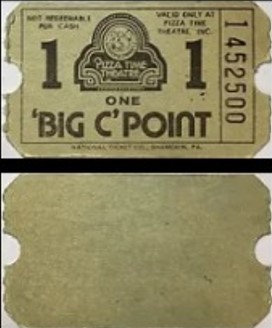 NOT REDEEMABLE
FOR CASH
VALID ONLY AT
PIZZA TIME
THEATRE, INC.
1
PIZZA TIME
THEATRE
1
ONE
'BIG C' POINT
NATIONAL TICKET CO., SHAMOKIN, PA.
1452500